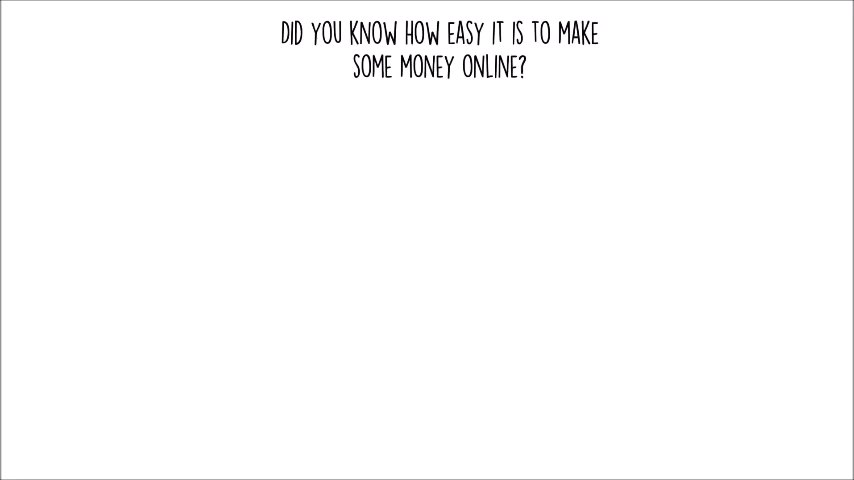 DID YOU KNOW HOW EASY IT IS TO MAKE
SOME MONEY ONLINE?